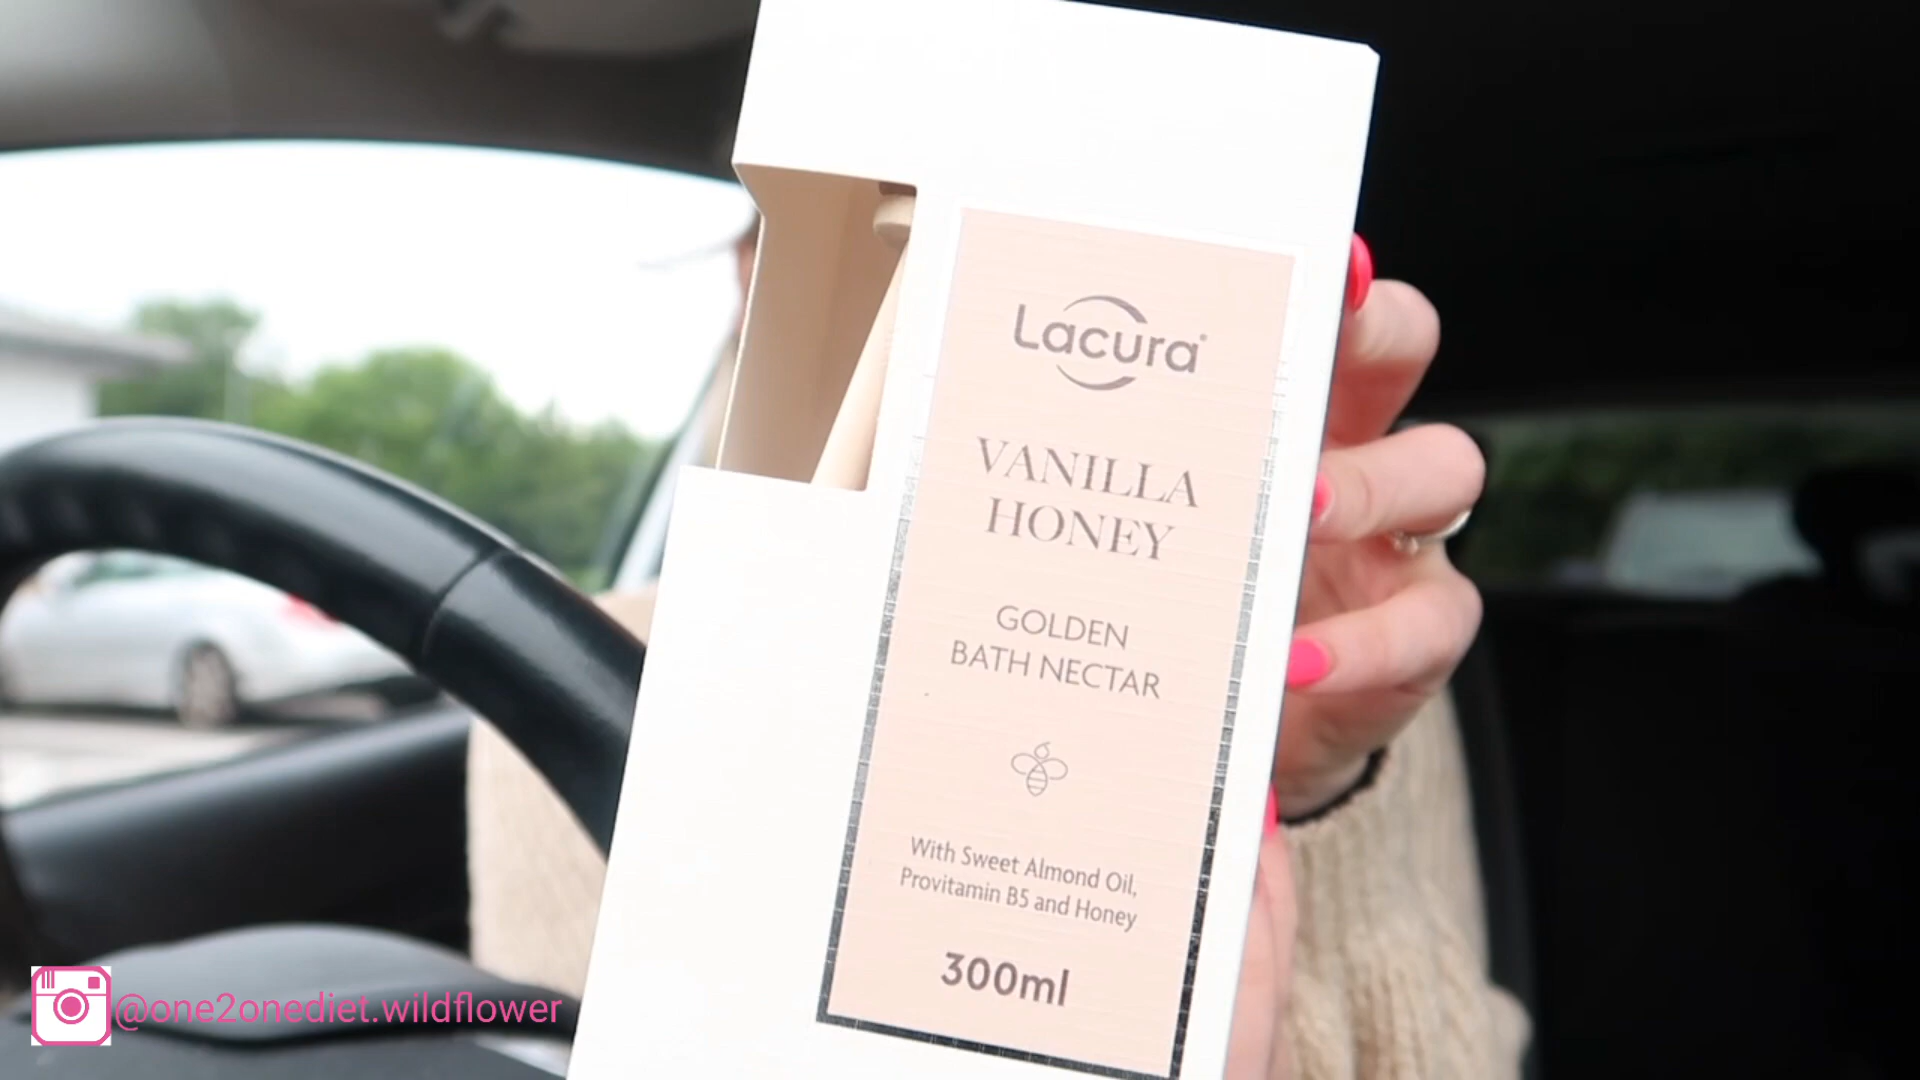 Lacura
VANILLA
HONEY
GOLDEN
BATH NECTAR
With Sweet Almond Oil,
Provitamin B5 and Honey
300ml
@one2onediet.wildflower